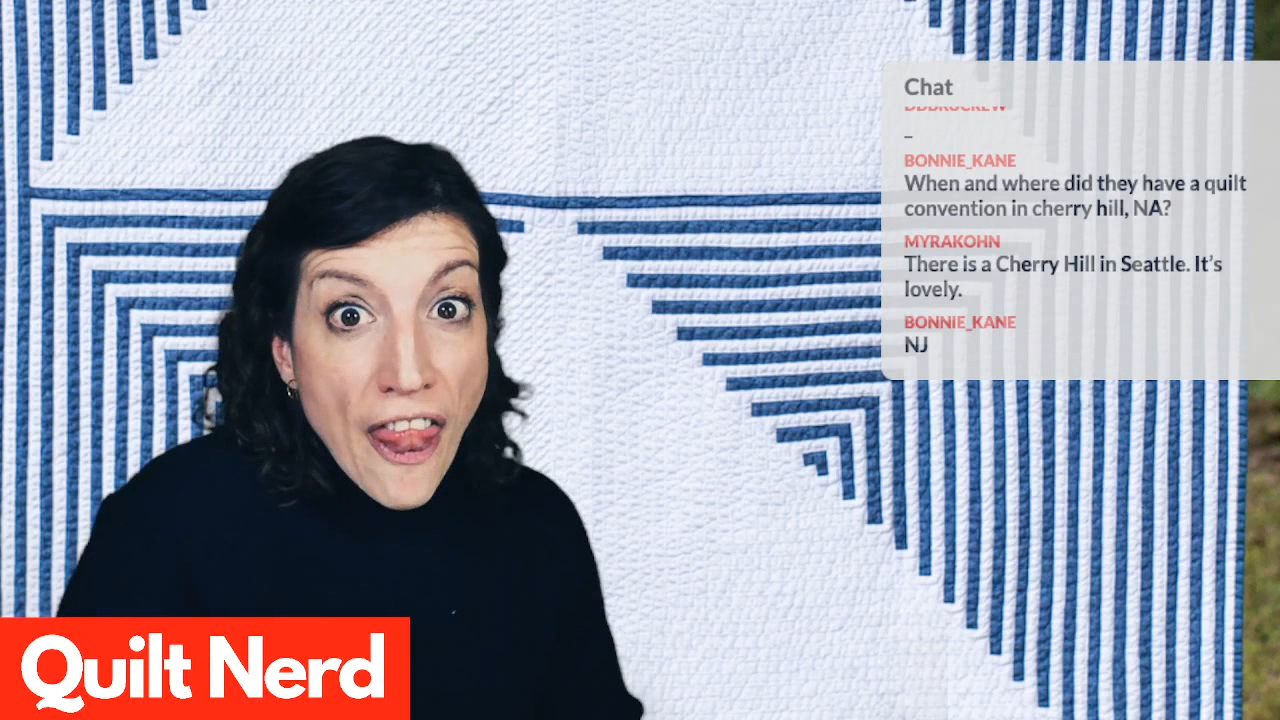 Chat
_
BONNIE_KANE
When and where did they have a quilt
convention in cherry hill, NA?
MYRAKOHN
There is a Cherry Hill in Seattle. It's
lovely.
BONNIE_KANE
NJ
Quilt Nerd